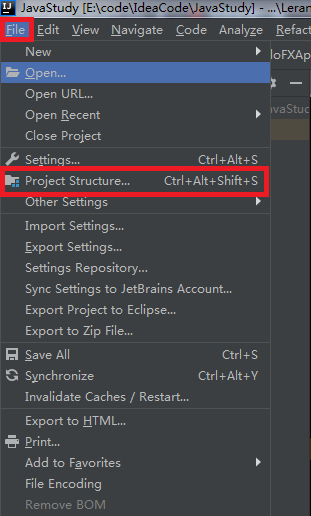 JavaStudy [E:\code\IdeaCode\JavaStudy] - ...\Leran
File Edit View Navigate Code Analyze Refact
New
Open...
Open URL...
Open Recent
Close Project
Settings... Ctrl+Alt+S
Project Structure... Ctrl+Alt+Shift+S
Other Settings
Import Settings...
Export Settings...
Settings Repository...
Sync Settings to JetBrains Account...
Export Project to Eclipse...
Export to Zip File...
Save All Ctrl+S
Synchronize Ctrl+Alt+Y
Invalidate Caches / Restart...
Export to HTML...
Print...
Add to Favorites
File Encoding
Remove BOM
loFXAp
avaStud